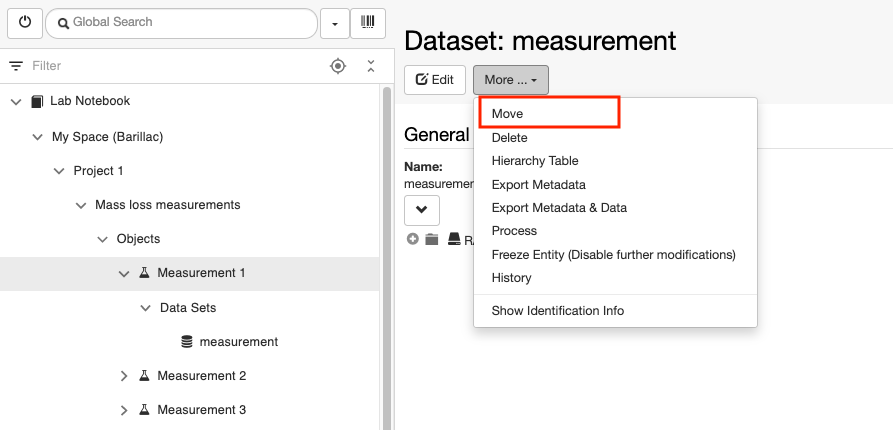 Global Search
Filter
Lab Notebook
My Space (Barillac)
Project 1
Mass loss measurements
Objects
Measurement 1
Data Sets
measurement
Measurement 2
Measurement 3
Dataset: measurement
Edit
More ...
Move
Delete
Hierarchy Table
Export Metadata
Export Metadata & Data
Process
Freeze Entity (Disable further modifications)
History
Show Identification Info
General
Name: